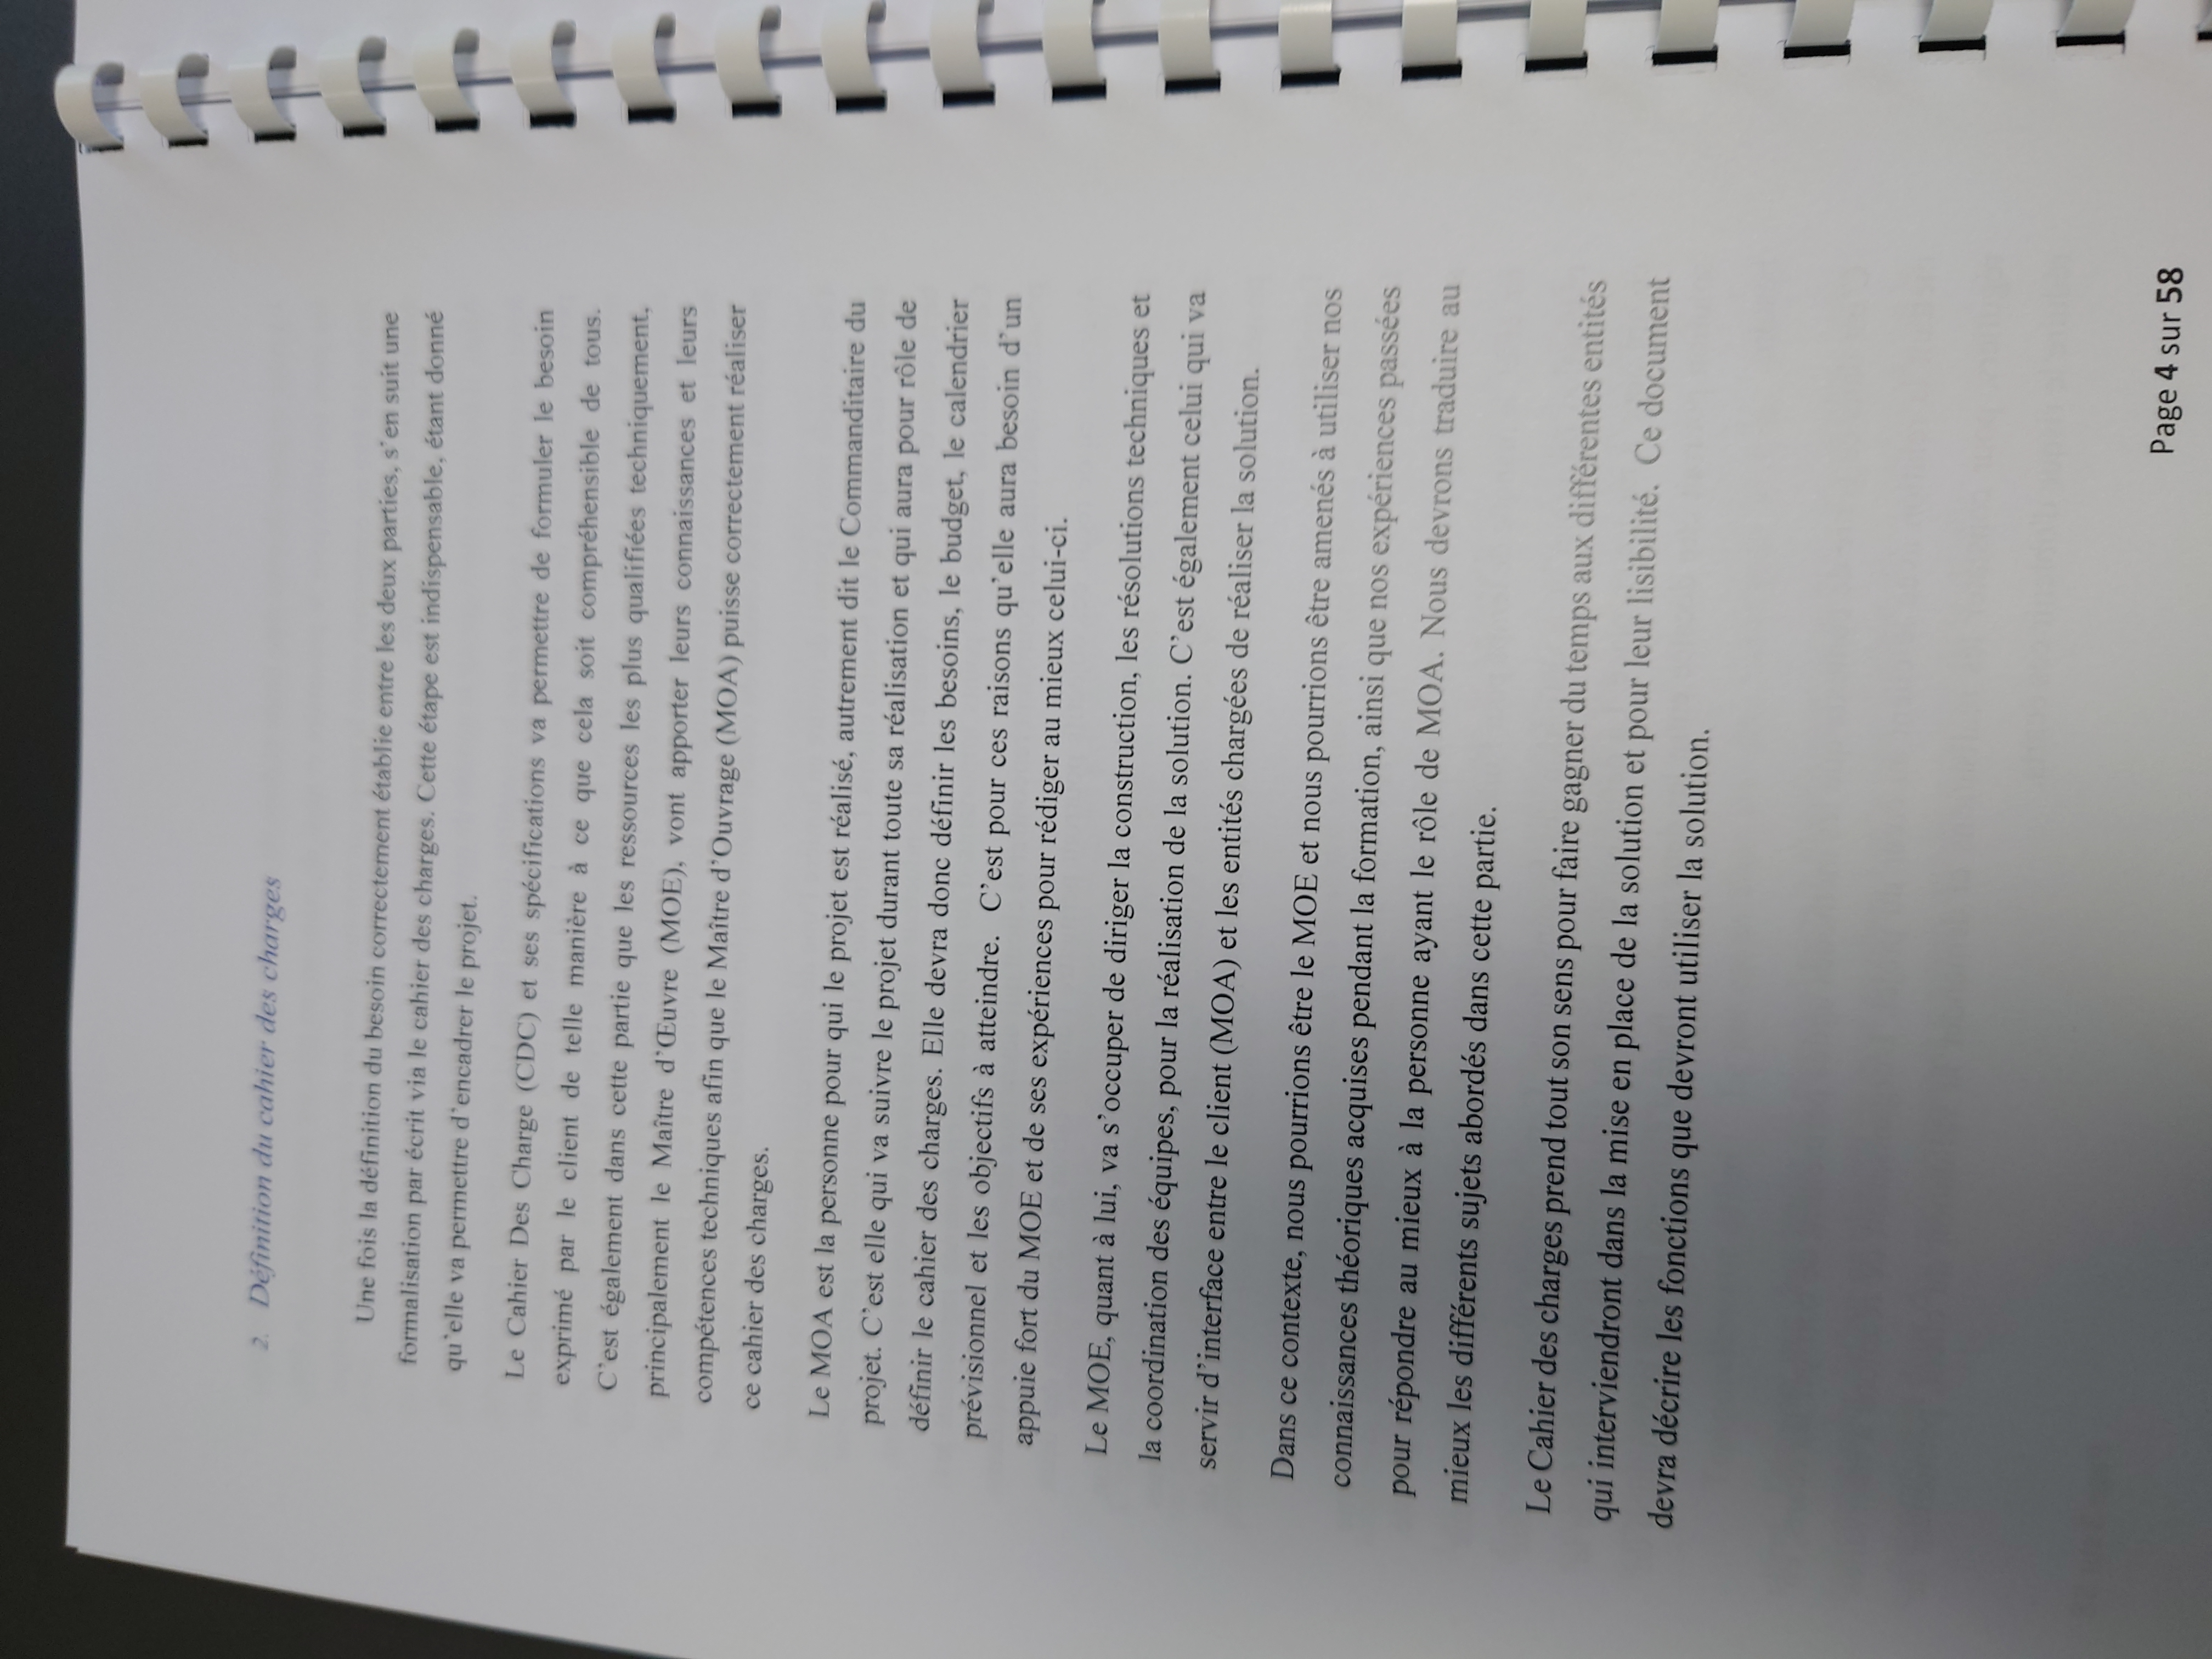 2. Définition du cahier des charges
Une fois la définition du besoin correctement établie entre les deux parties, s'en suit une
formalisation par écrit via le cahier des charges. Cette étape est indispensable, étant donné
qu'elle va permettre d'encadrer le projet.
Le Cahier Des Charge (CDC) et ses spécifications va permettre de formuler le besoin
exprimé par le client de telle manière à ce que cela soit compréhensible de tous.
C'est également dans cette partie que les ressources les plus qualifiées techniquement,
principalement le Maître d'Œuvre (MOE), vont apporter leurs connaissances et leurs
compétences techniques afin que le Maître d'Ouvrage (MOA) puisse correctement réaliser
ce cahier des charges.
Le MOA est la personne pour qui le projet est réalisé, autrement dit le Commanditaire du
projet. C'est elle qui va suivre le projet durant toute sa réalisation et qui aura pour rôle de
définir le cahier des charges. Elle devra donc définir les besoins, le budget, le calendrier
prévisionnel et les objectifs à atteindre. C'est pour ces raisons qu'elle aura besoin d'un
appuie fort du MOE et de ses expériences pour rédiger au mieux celui-ci.
Le MOE, quant à lui, va s'occuper de diriger la construction, les résolutions techniques et
la coordination des équipes, pour la réalisation de la solution. C'est également celui qui va
servir d'interface entre le client (MOA) et les entités chargées de réaliser la solution.
Dans ce contexte, nous pourrions être le MOE et nous pourrions être amenés à utiliser nos
connaissances théoriques acquises pendant la formation, ainsi que nos expériences passées
pour répondre au mieux à la personne ayant le rôle de MOA. Nous devrons traduire au
mieux les différents sujets abordés dans cette partie.
Le Cahier des charges prend tout son sens pour faire gagner du temps aux différentes entités
qui interviendront dans la mise en place de la solution et pour leur lisibilité. Ce document
devra décrire les fonctions que devront utiliser la solution.
Page 4 sur 58